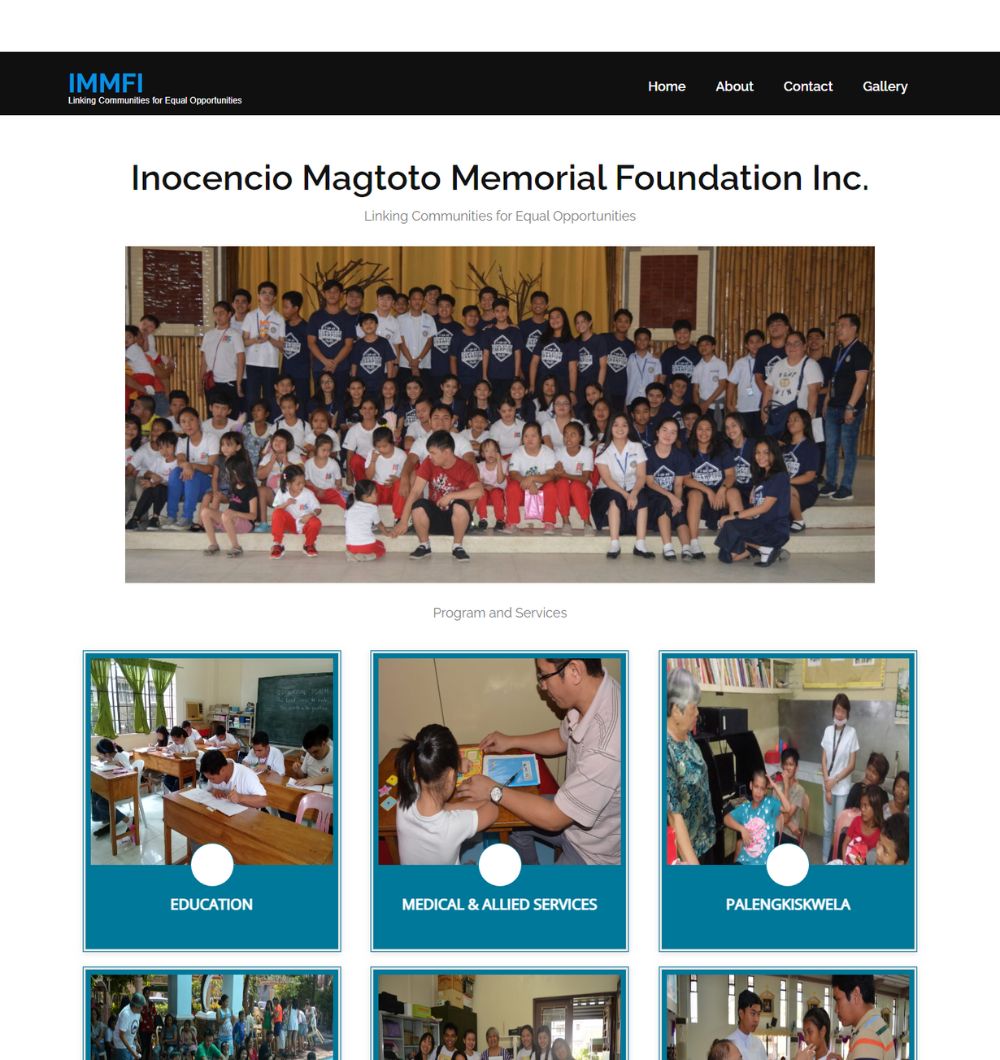 IMMFI
Linking Communities for Equal Opportunities
Home About Contact Gallery
Inocencio Magtoto Memorial Foundation Inc.
Linking Communities for Equal Opportunities
Program and Services
EDUCATION
MEDICAL & ALLIED SERVICES
PALENGKISKWELA